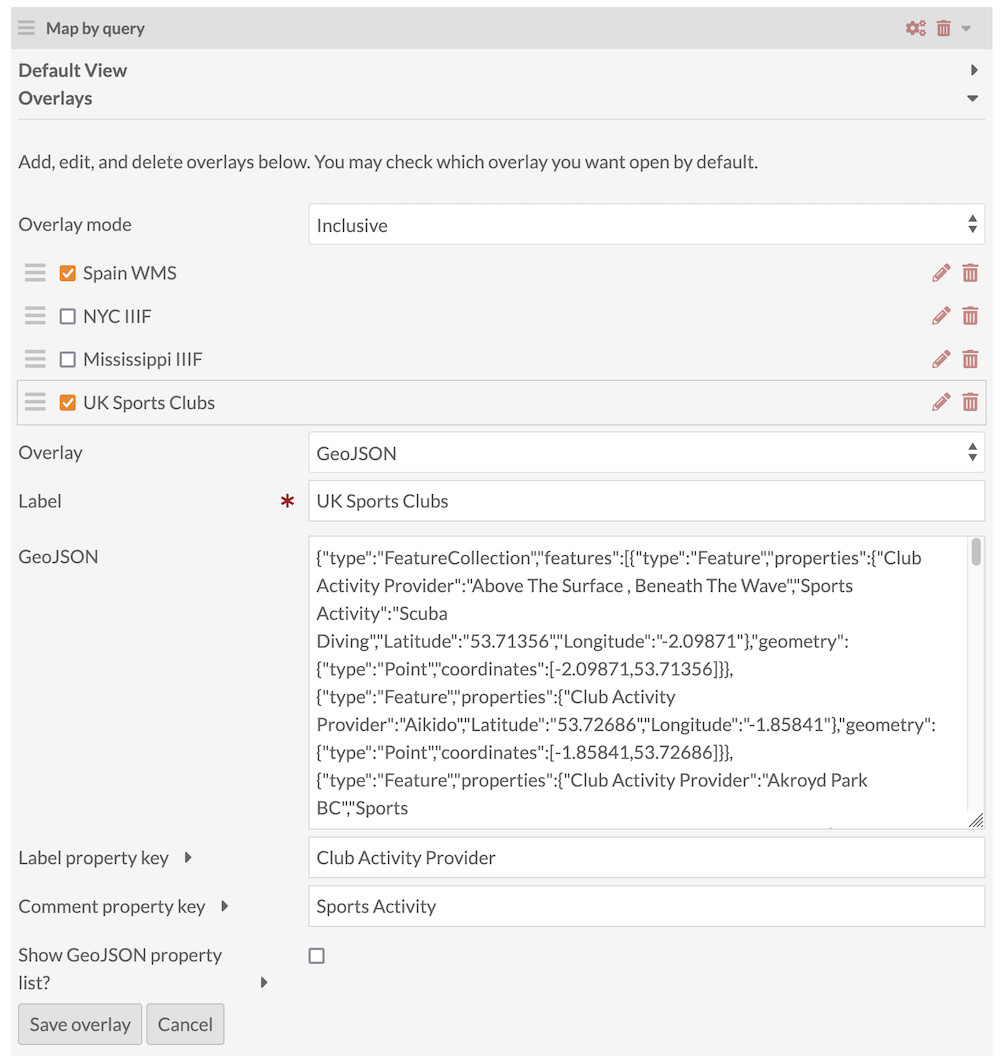 Map by query
Default View
Overlays
Add, edit, and delete overlays below. You may check which overlay you want open by default.
Overlay mode
Inclusive
Spain WMS
NYC IIIF
Mississippi IIIF
UK Sports Clubs
Overlay
GeoJSON
Label * UK Sports Clubs
GeoJSON
{"type":"FeatureCollection","features":[{"type":"Feature","properties":{"Club
Activity Provider":"Above The Surface , Beneath The Wave","Sports
Activity":"Scuba
Diving","Latitude":"53.71356","Longitude":"-2.09871"},"geometry":
{"type":"Point","coordinates":[-2.09871,53.71356]}},
{"type":"Feature","properties":{"Club Activity
Provider":"Aikido","Latitude":"53.72686","Longitude":"-1.85841"},"geometry":
{"type":"Point","coordinates":[-1.85841,53.72686]}},
{"type":"Feature","properties":{"Club Activity Provider":"Akroyd Park
BC","Sports
Label property key
Club Activity Provider
Comment property key
Sports Activity
Show GeoJSON property
list?
Save overlay
Cancel